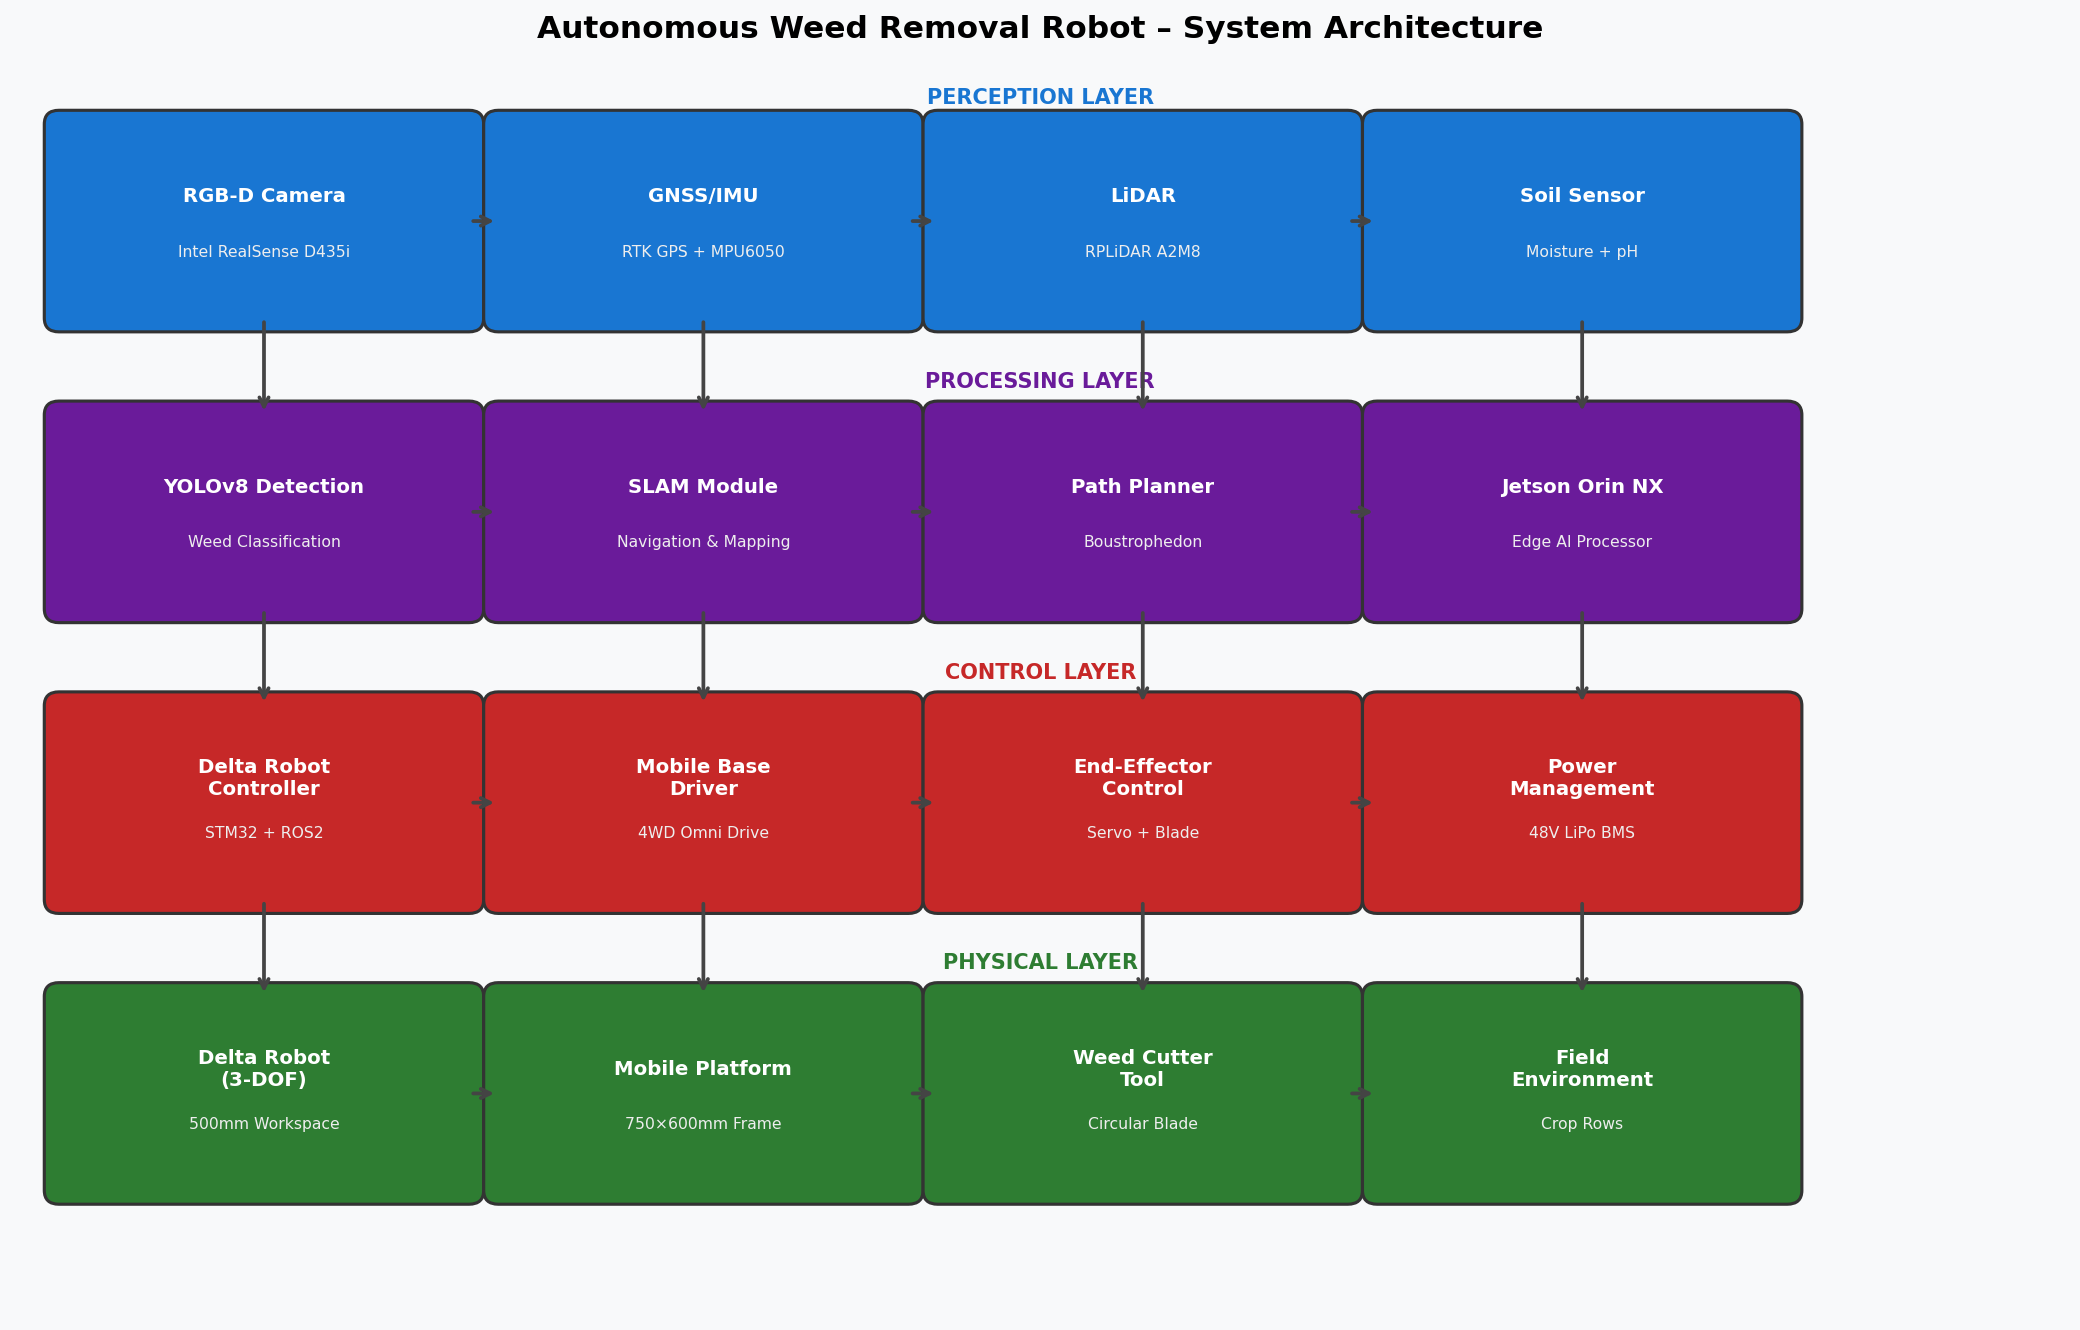 Autonomous Weed Removal Robot – System Architecture
PERCEPTION LAYER
RGB-D Camera
Intel RealSense D435i
GNSS/IMU
RTK GPS + MPU6050
LiDAR
RPLiDAR A2M8
Soil Sensor
Moisture + pH
PROCESSING LAYER
YOLOv8 Detection
Weed Classification
SLAM Module
Navigation & Mapping
Path Planner
Boustrophedon
Jetson Orin NX
Edge AI Processor
CONTROL LAYER
Delta Robot
Controller
STM32 + ROS2
Mobile Base
Driver
4WD Omni Drive
End-Effector
Control
Servo + Blade
Power
Management
48V LiPo BMS
PHYSICAL LAYER
Delta Robot
(3-DOF)
500mm Workspace
Mobile Platform
750×600mm Frame
Weed Cutter
Tool
Circular Blade
Field
Environment
Crop Rows